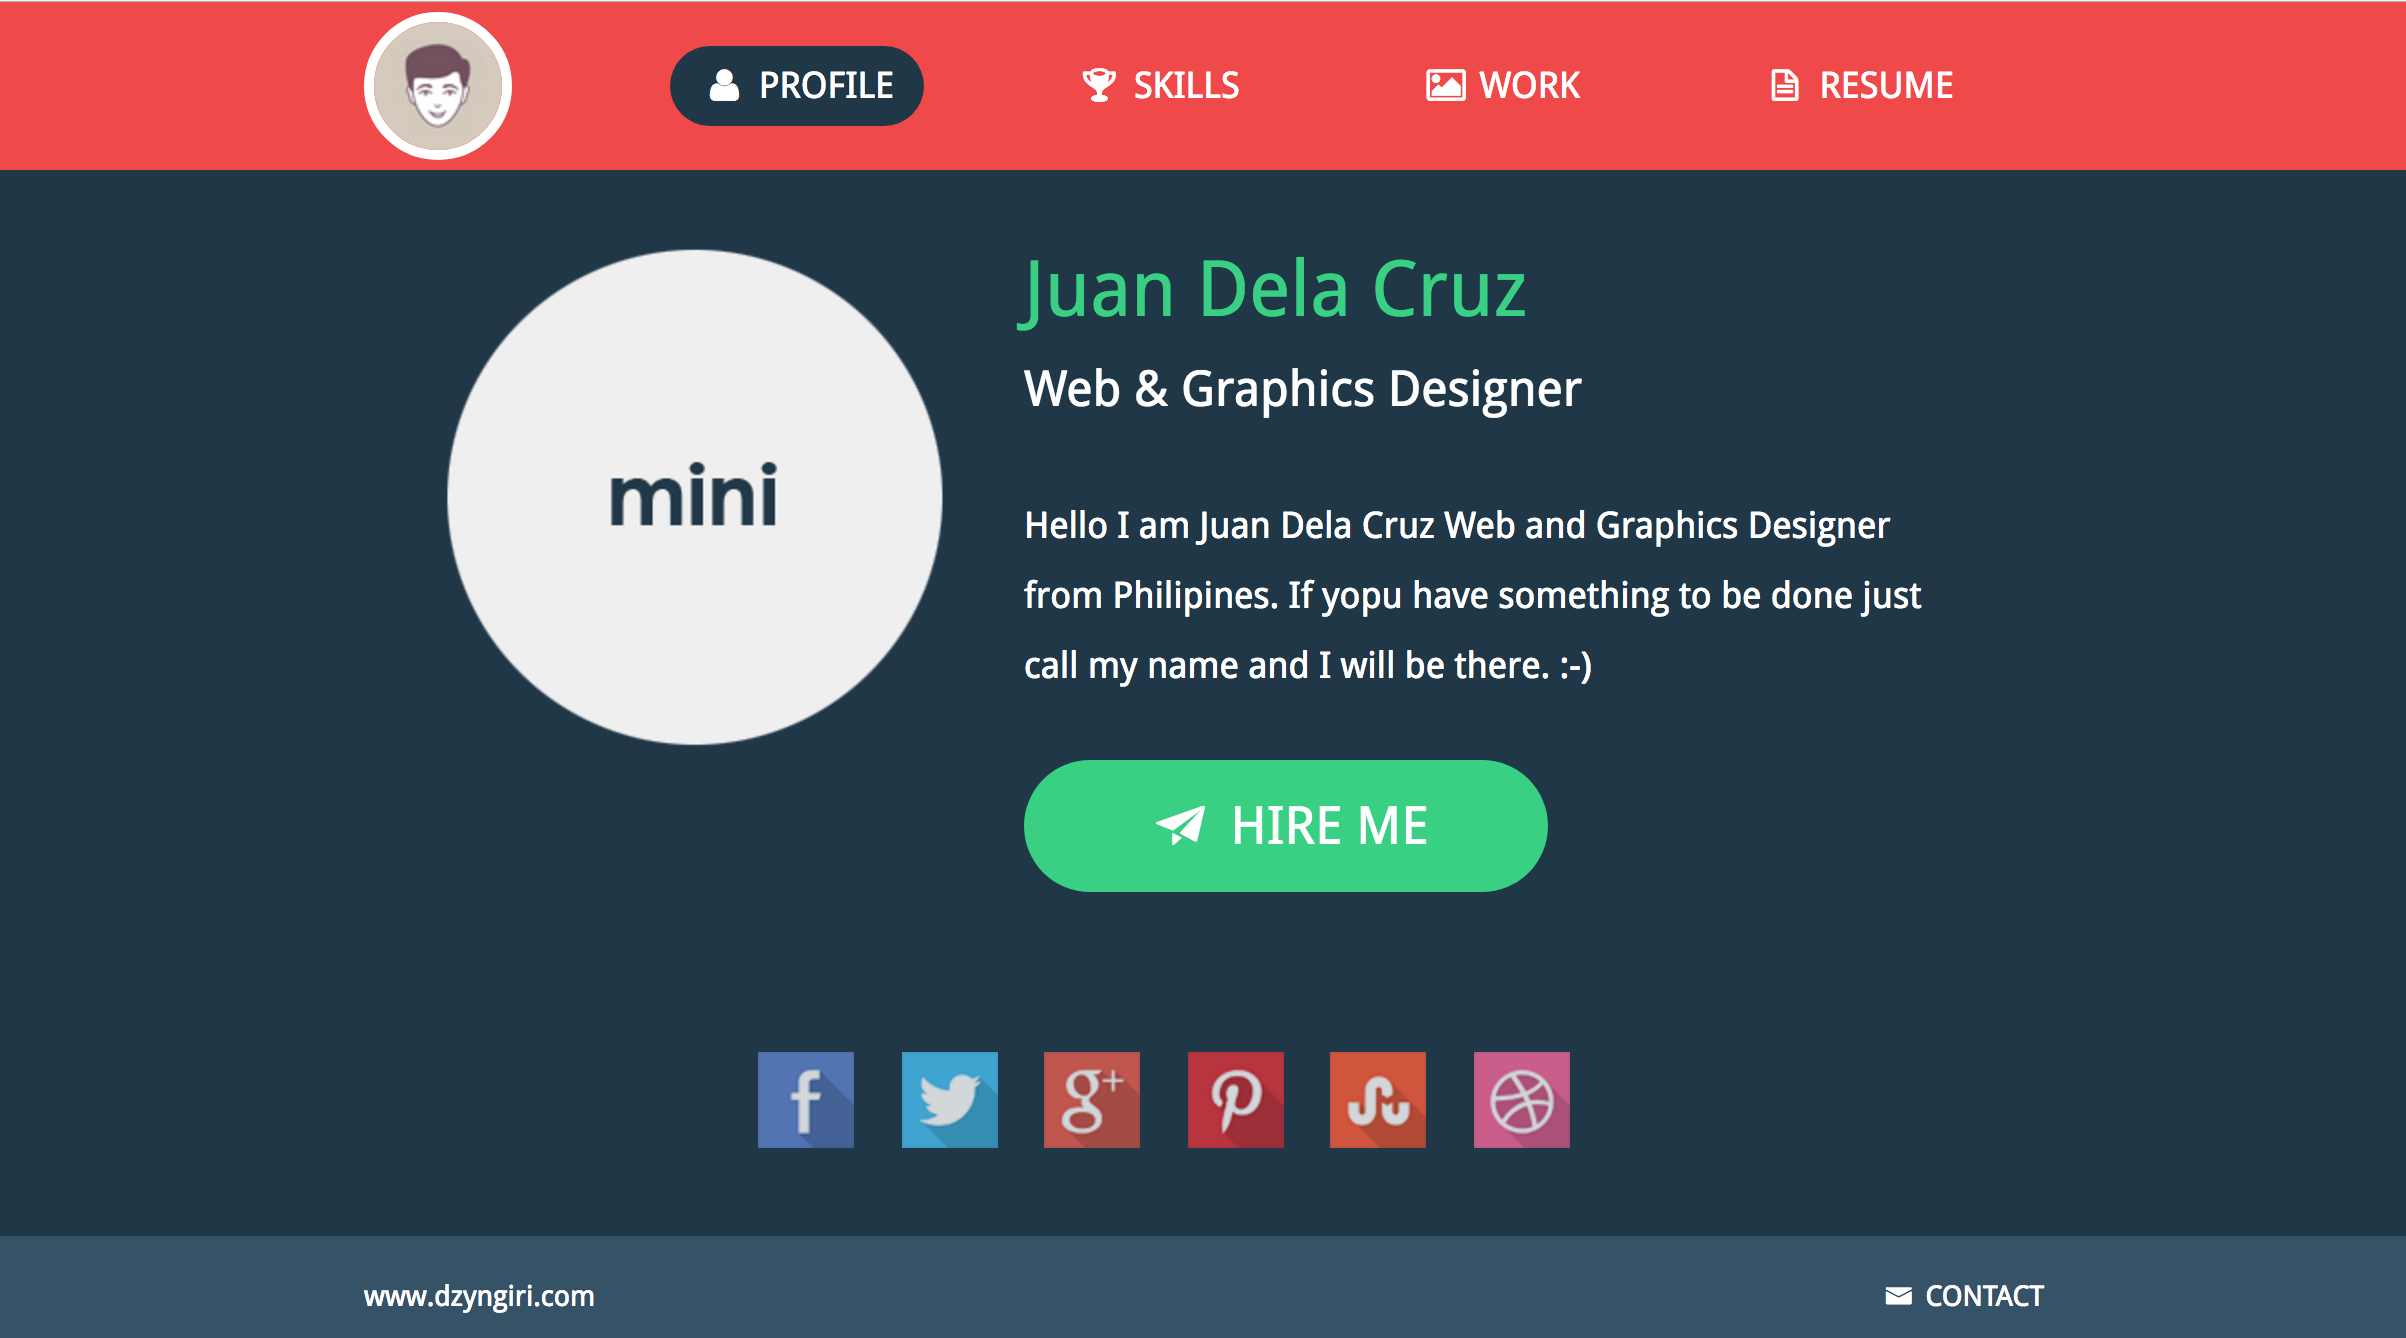 PROFILE
SKILLS
WORK
RESUME
mini
Juan Dela Cruz
Web & Graphics Designer
Hello I am Juan Dela Cruz Web and Graphics Designer
from Philipines. If yopu have something to be done just
call my name and I will be there. :-)
HIRE ME
www.dzyngiri.com
CONTACT